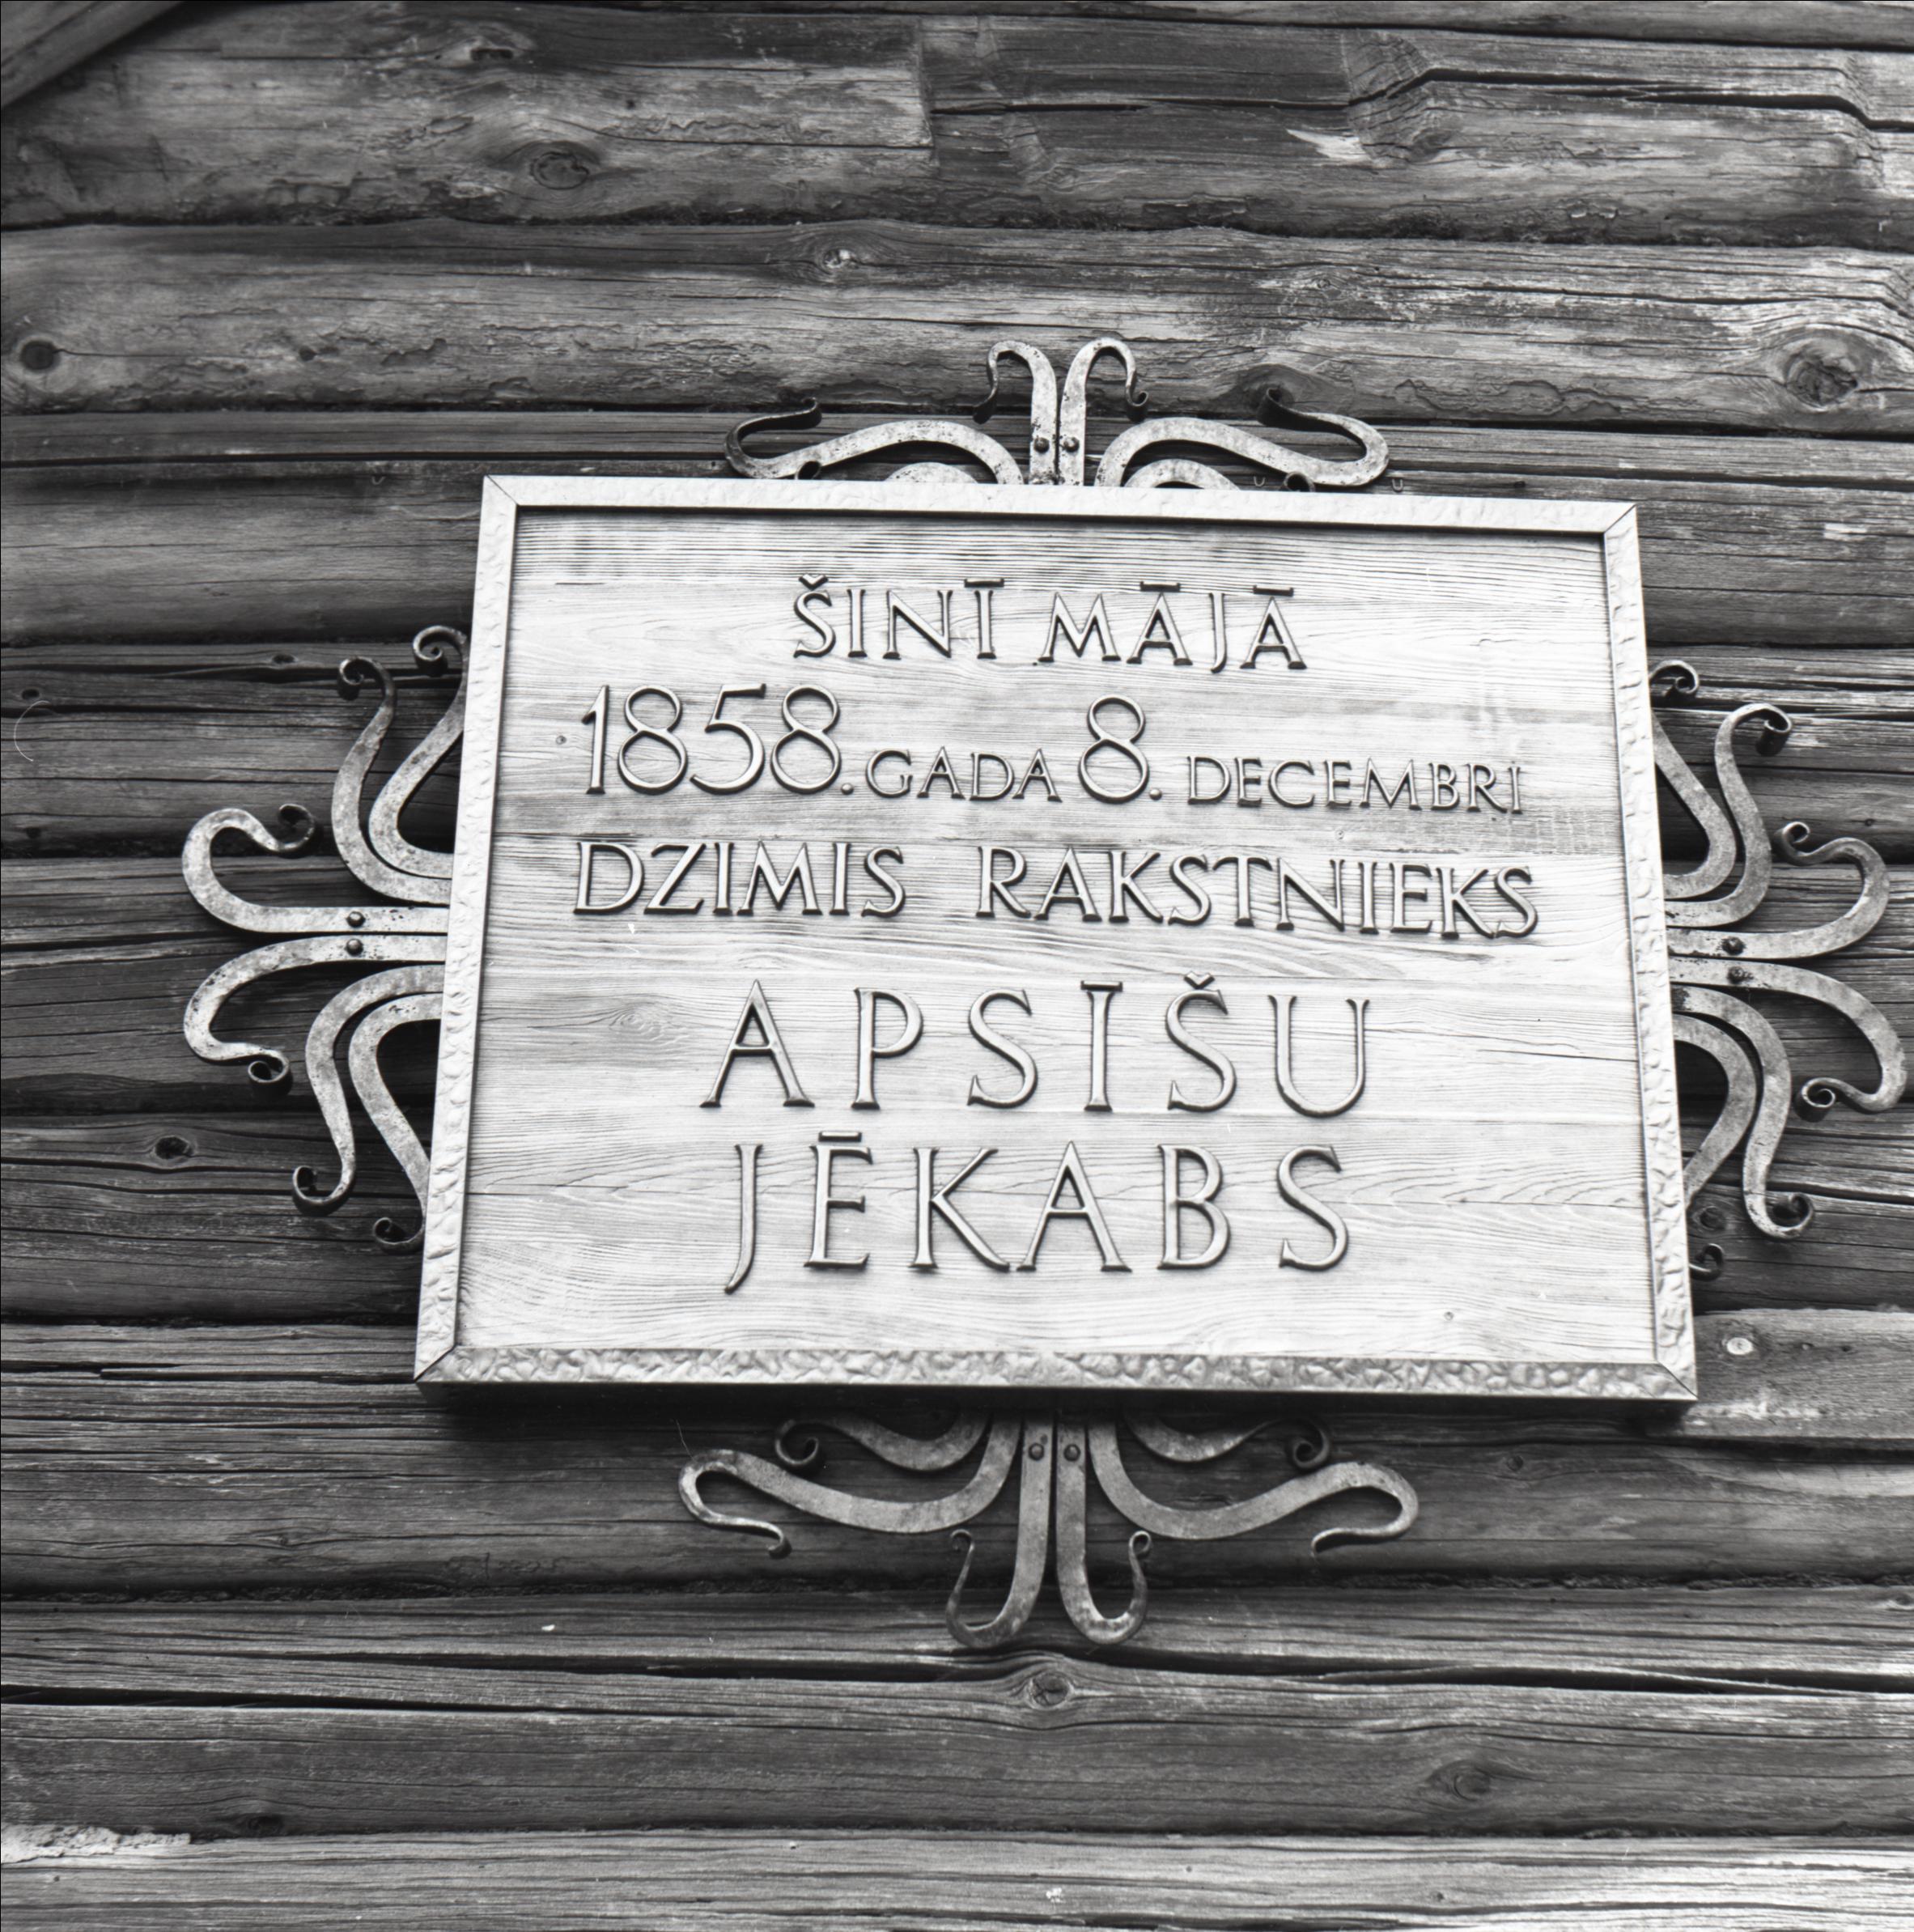 ŠINĪ MĀJĀ
1858. GADA 8. DECEMBRI
DZIMIS RAKSTNIEKS
APSĪŠU
JĒKABS